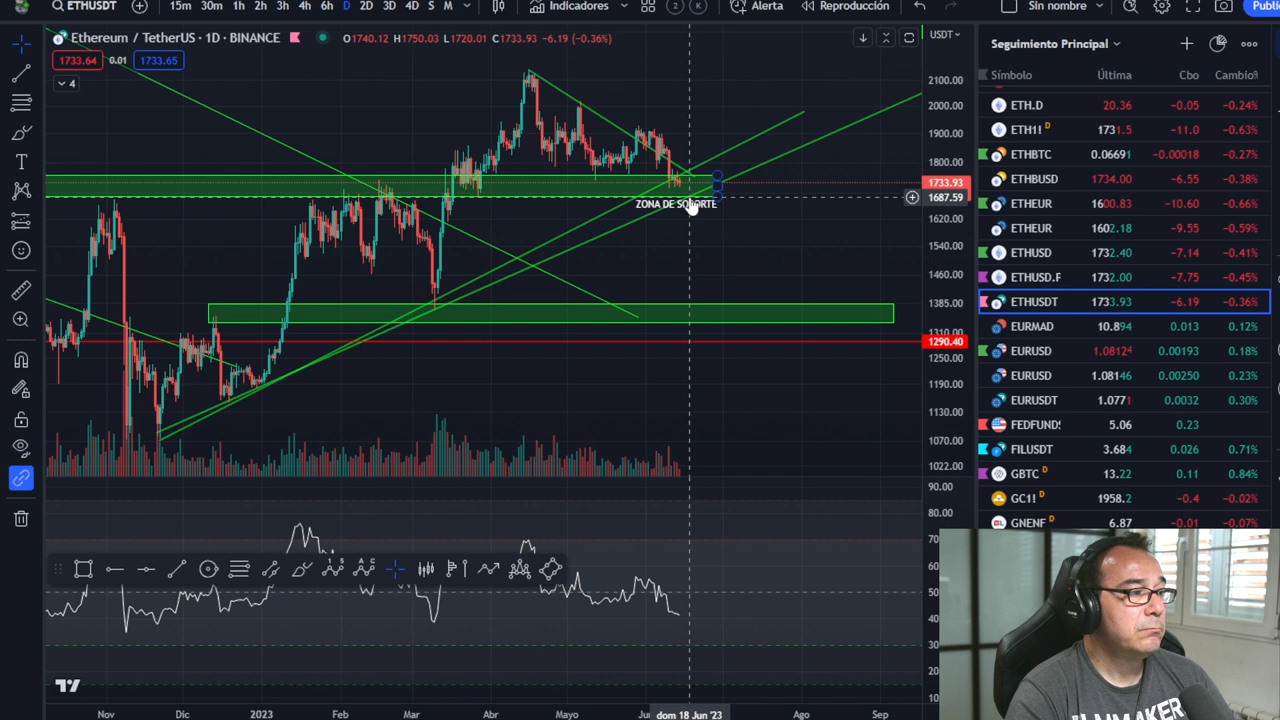 ETHUSDT
15m 30m 1h 2h 3h 4h 6h D 2D 3D 4D S M
Indicadores
2 K
Alerta
Reproducción
Sin nombre
Public
Ethereum / TetherUS · 1D · BINANCE
O1740.12 H1750.03 L1720.01 C1733.93 −6.19 (−0.36%)
USDT
1733.64 0.01 1733.65
4
2100.00
2000.00
1900.00
1800.00
1733.93
1687.59
1620.00
1540.00
1460.00
1385.00
1310.00
1290.40
1250.00
1190.00
1130.00
1070.00
1022.00
90.00
80.00
70
60
50
40
30
20
10
ZONA DE SOPORTE
Nov Dic 2023 Feb Mar Abr Mayo dom 18 Jun '23 Ago Sep
Seguimiento Principal
Símbolo Última Cbo Cambio%
ETH.D 20.36 −0.05 −0.24%
ETH1! D 1731.5 −11.0 −0.63%
ETHBTC 0.06691 −0.00018 −0.27%
ETHBUSD 1734.00 −6.55 −0.38%
ETHEUR 1600.83 −10.60 −0.66%
ETHEUR 1602.18 −9.55 −0.59%
ETHUSD 1732.40 −7.14 −0.41%
ETHUSD.F 1732.00 −7.75 −0.45%
ETHUSDT 1733.93 −6.19 −0.36%
EURMAD 10.894 0.013 0.12%
EURUSD 1.08124 0.00193 0.18%
EURUSD 1.08146 0.00250 0.23%
EURUSDT 1.0771 0.0032 0.30%
FEDFUNDS 5.06 0.23
FILUSDT 3.684 0.026 0.71%
GBTC D 13.22 0.11 0.84%
GC1! D 1958.2 −0.4 −0.02%
GNENF D 6.87 −0.01 −0.07%